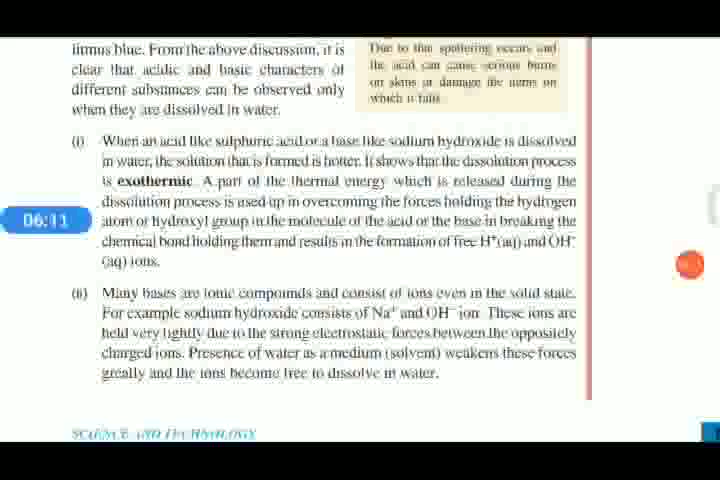 litmus blue. From the above discussion, it is
clear that acidic and basic characters of
different substances can be observed only
when they are dissolved in water.
Due to that spattering occurs and
the acid can cause serious burns
on skins or damage the items on
which it falls
(i) When an acid like sulphuric acid or a base like sodium hydroxide is dissolved
in water, the solution that is formed is hotter. It shows that the dissolution process
is exothermic. A part of the thermal energy which is released during the
dissolution process is used up in overcoming the forces holding the hydrogen
atom or hydroxyl group in the molecule of the acid or the base in breaking the
chemical bond holding them and results in the formation of free H⁺(aq) and OH⁻
(aq) ions.
06:11
(ii) Many bases are ionic compounds and consist of ions even in the solid state.
For example sodium hydroxide consists of Na⁺ and OH⁻ ion. These ions are
held very tightly due to the strong electrostatic forces between the oppositely
charged ions. Presence of water as a medium (solvent) weakens these forces
greatly and the ions become free to dissolve in water.
SCIENCE AND TECHNOLOGY